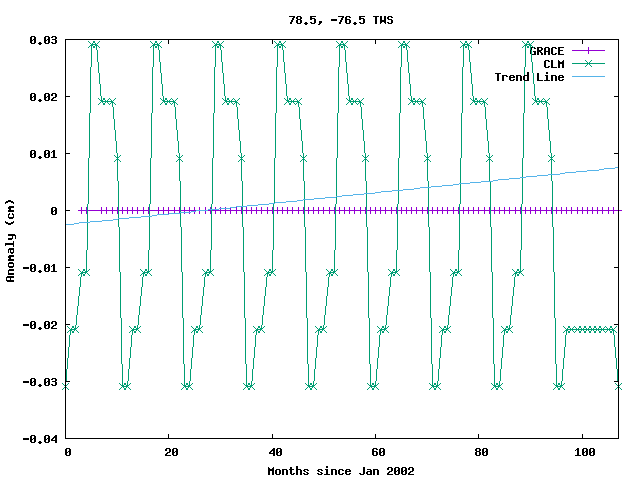 78.5, -76.5 TWS
GRACE
CLM
Trend Line
0.03
0.02
0.01
0
-0.01
-0.02
-0.03
-0.04
Anomaly (cm)
0 20 40 60 80 100
Months since Jan 2002